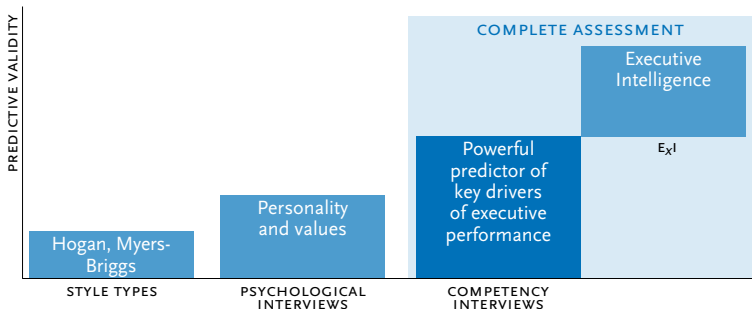 COMPLETE ASSESSMENT
PREDICTIVE VALIDITY
Executive
Intelligence
Powerful
predictor of
key drivers
of executive
performance
EXI
Personality
and values
Hogan, Myers-
Briggs
STYLE TYPES
PSYCHOLOGICAL
INTERVIEWS
COMPETENCY
INTERVIEWS